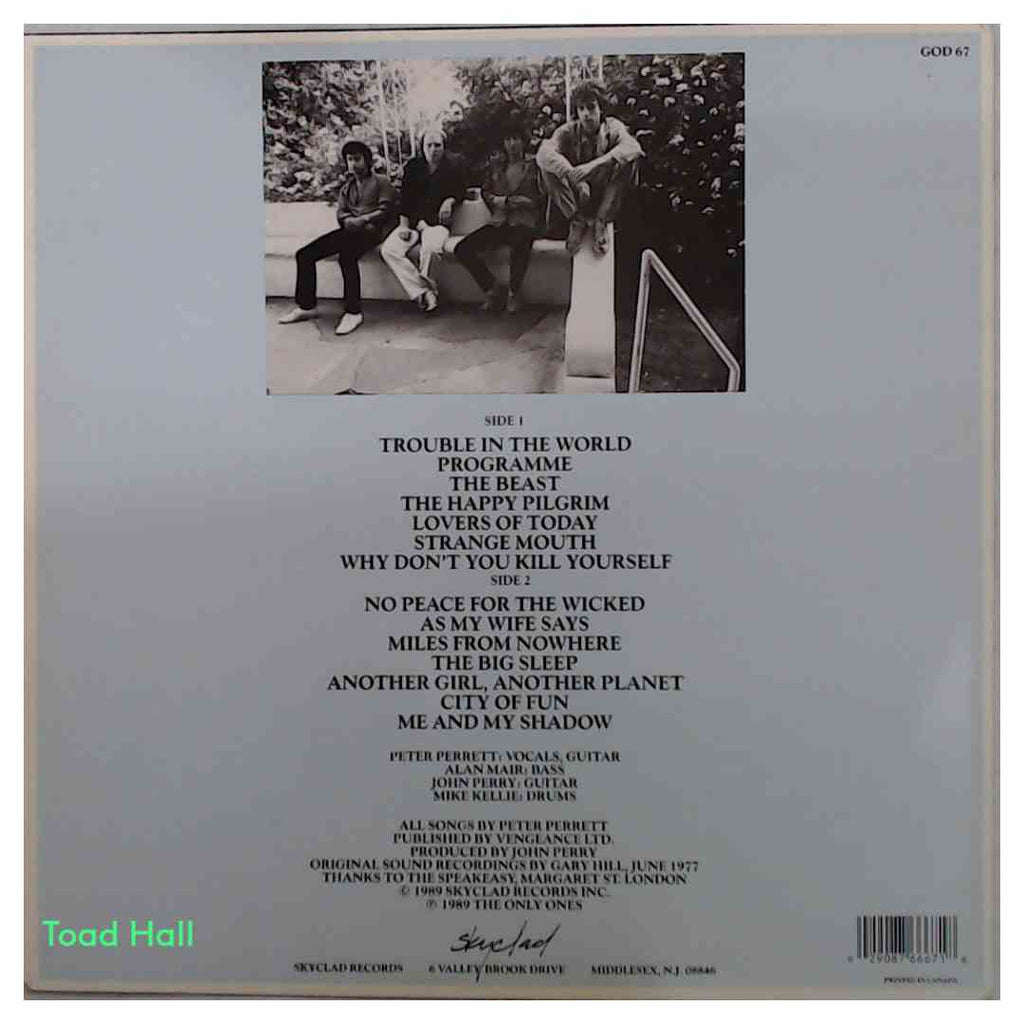 GOD 67
SIDE 1
TROUBLE IN THE WORLD
PROGRAMME
THE BEAST
THE HAPPY PILGRIM
LOVERS OF TODAY
STRANGE MOUTH
WHY DON'T YOU KILL YOURSELF
SIDE 2
NO PEACE FOR THE WICKED
AS MY WIFE SAYS
MILES FROM NOWHERE
THE BIG SLEEP
ANOTHER GIRL, ANOTHER PLANET
CITY OF FUN
ME AND MY SHADOW
PETER PERRETT: VOCALS, GUITAR
ALAN MAIR: BASS
JOHN PERRY: GUITAR
MIKE KELLIE: DRUMS
ALL SONGS BY PETER PERRETT
PUBLISHED BY VENGEANCE LTD.
PRODUCED BY JOHN PERRY
ORIGINAL SOUND RECORDINGS BY GARY HILL, JUNE 1977
THANKS TO THE SPEAKEASY, MARGARET ST. LONDON
© 1989 SKYCLAD RECORDS INC.
℗ 1989 THE ONLY ONES
Toad Hall
Skyclad
SKYCLAD RECORDS 6 VALLEY BROOK DRIVE MIDDLESEX, N.J. 08846
PRINTED IN CANADA